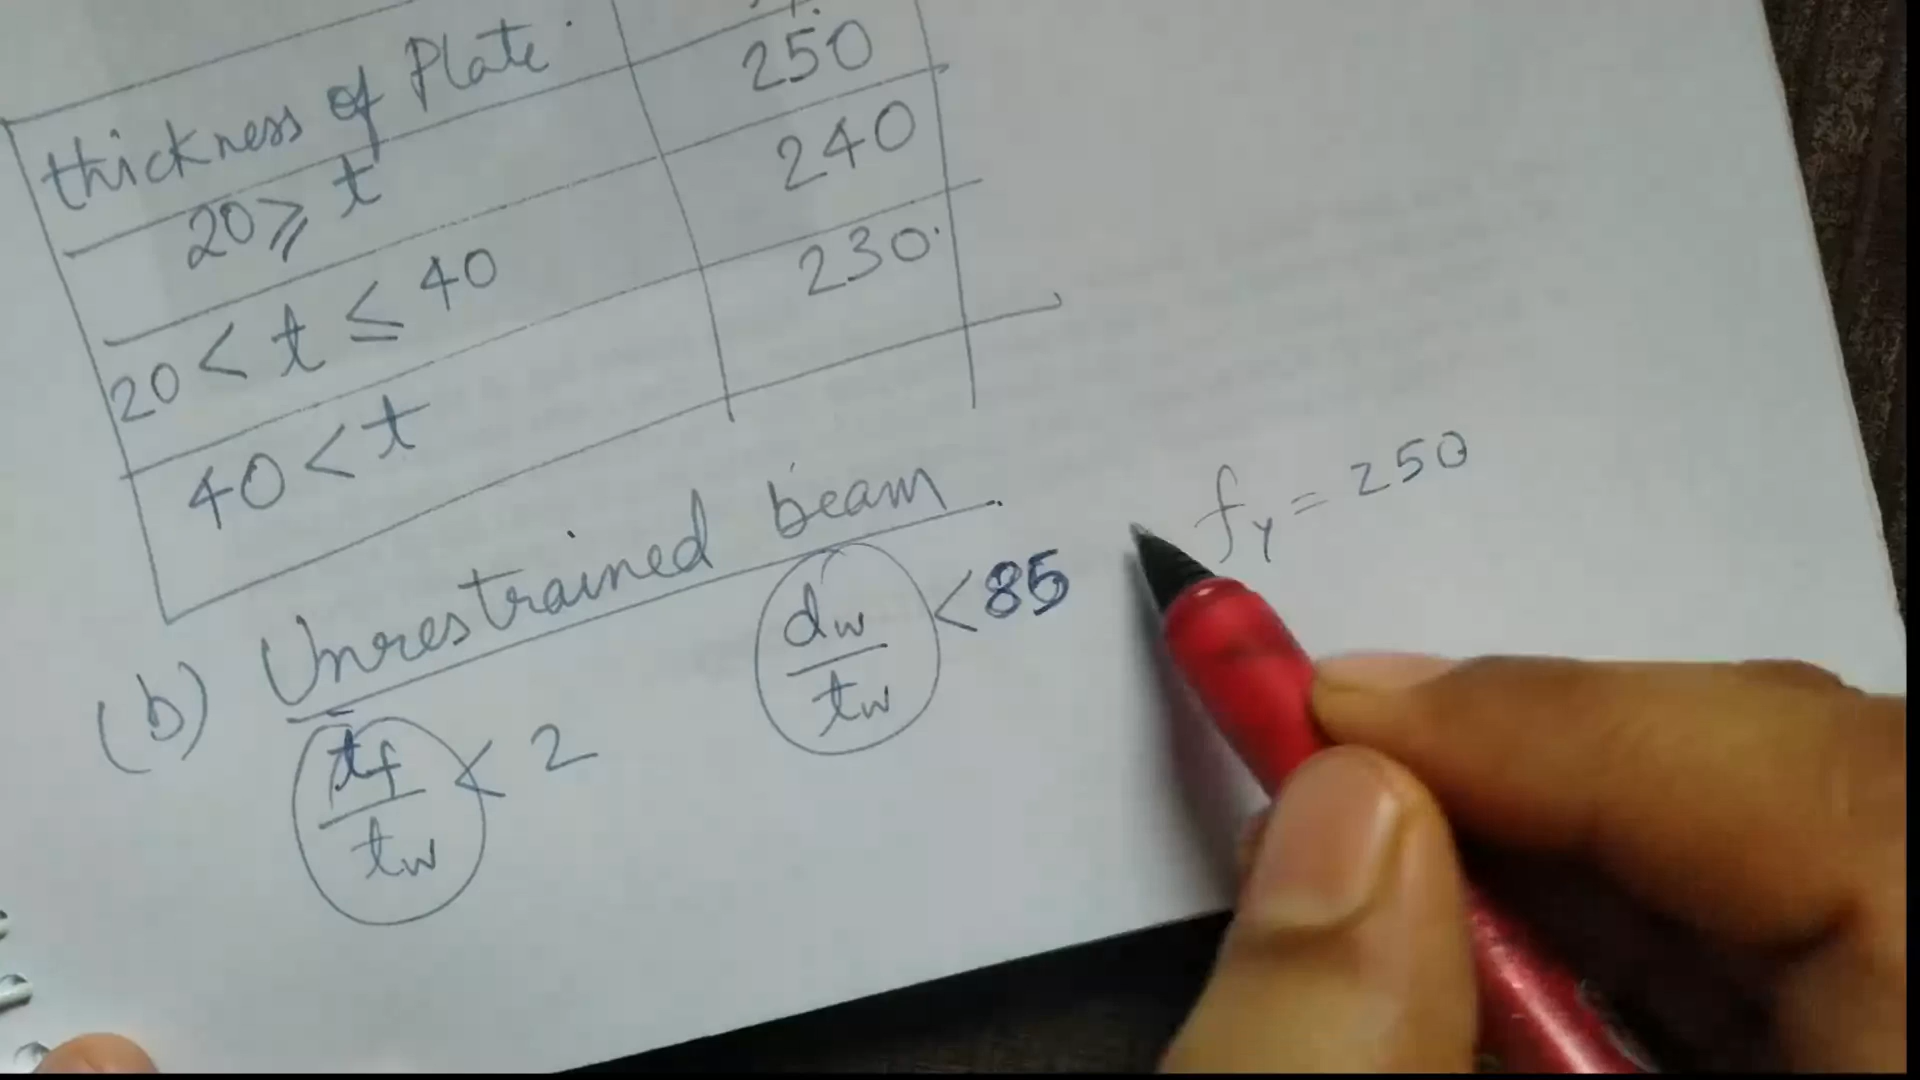 thickness of Plate
20 ≥ t 250
20 < t ≤ 40 240
40 < t 230.
(b) Unrestrained beam
fy = 250
tf/tw < 2
dw/tw < 85